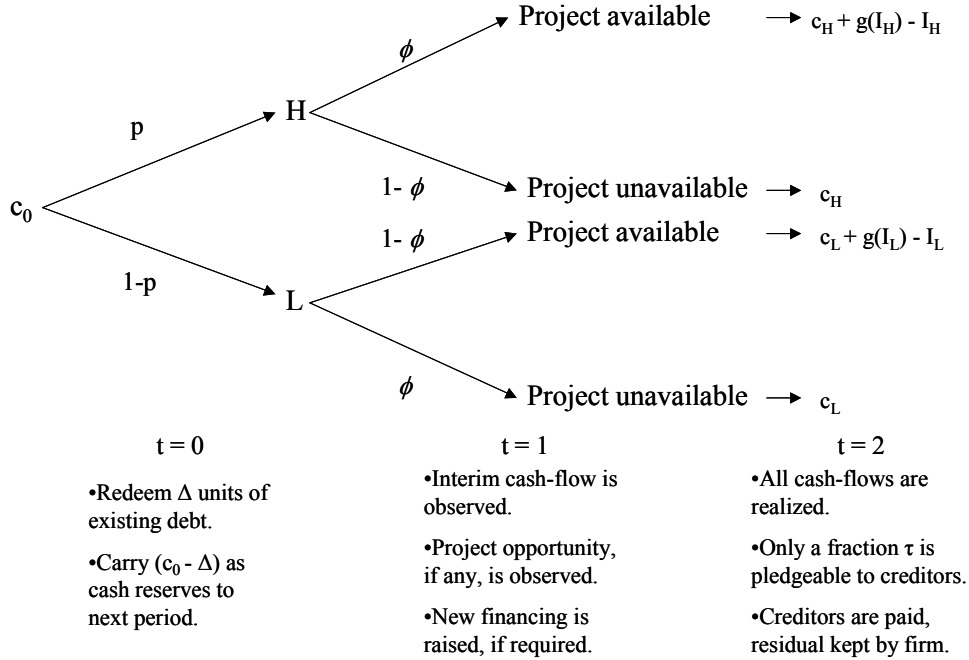 Project available
c_H + g(I_H) - I_H
ϕ
H
p
1- ϕ
Project unavailable
c_H
c_0
1- ϕ
Project available
c_L + g(I_L) - I_L
1-p
L
ϕ
Project unavailable
c_L
t = 0
t = 1
t = 2
•Redeem Δ units of
existing debt.
•Carry (c_0 - Δ) as
cash reserves to
next period.
•Interim cash-flow is
observed.
•Project opportunity,
if any, is observed.
•New financing is
raised, if required.
•All cash-flows are
realized.
•Only a fraction τ is
pledgeable to creditors.
•Creditors are paid,
residual kept by firm.